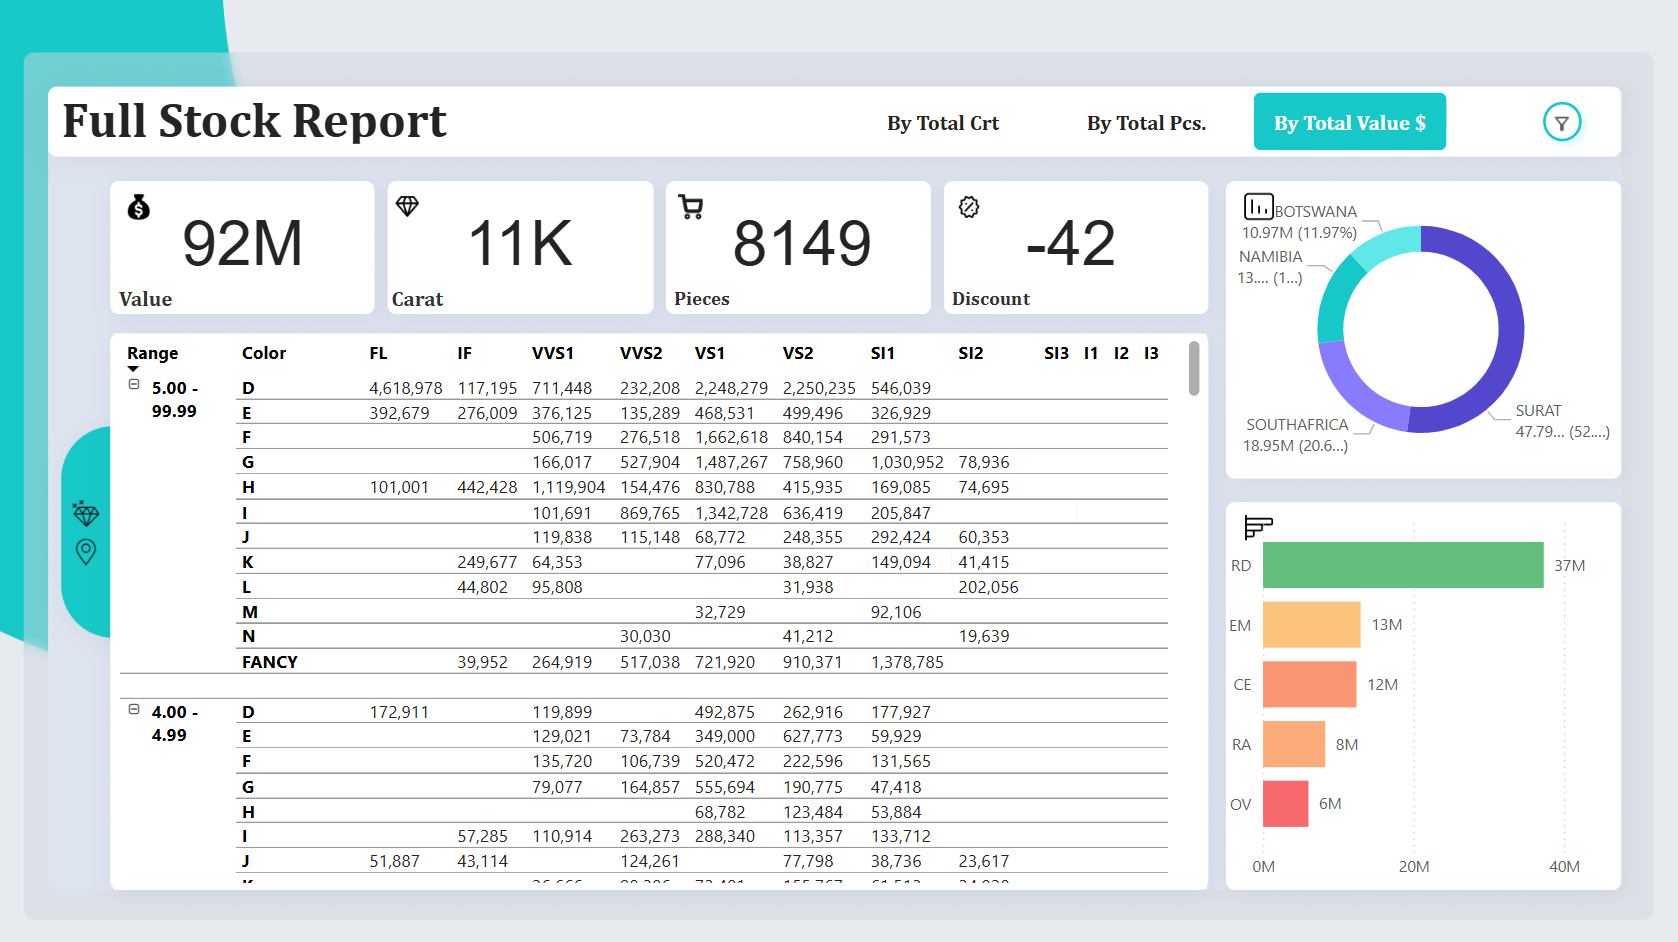 Full Stock Report
By Total Crt
By Total Pcs.
By Total Value $
92M
Value
11K
Carat
8149
Pieces
-42
Discount
BOTSWANA
10.97M (11.97%)
NAMIBIA
13.... (1...)
SOUTHAFRICA
18.95M (20.6...)
SURAT
47.79... (52....)
Range Color FL IF VVS1 VVS2 VS1 VS2 SI1 SI2 SI3 I1 I2 I3
5.00 - 99.99
D 4,618,978 117,195 711,448 232,208 2,248,279 2,250,235 546,039
E 392,679 276,009 376,125 135,289 468,531 499,496 326,929
F 506,719 276,518 1,662,618 840,154 291,573
G 166,017 527,904 1,487,267 758,960 1,030,952 78,936
H 101,001 442,428 1,119,904 154,476 830,788 415,935 169,085 74,695
I 101,691 869,765 1,342,728 636,419 205,847
J 119,838 115,148 68,772 248,355 292,424 60,353
K 249,677 64,353 77,096 38,827 149,094 41,415
L 44,802 95,808 31,938 202,056
M 32,729 92,106
N 30,030 41,212 19,639
FANCY 39,952 264,919 517,038 721,920 910,371 1,378,785
4.00 - 4.99
D 172,911 119,899 492,875 262,916 177,927
E 129,021 73,784 349,000 627,773 59,929
F 135,720 106,739 520,472 222,596 131,565
G 79,077 164,857 555,694 190,775 47,418
H 68,782 123,484 53,884
I 57,285 110,914 263,273 288,340 113,357 133,712
J 51,887 43,114 124,261 77,798 38,736 23,617
RD 37M
EM 13M
CE 12M
RA 8M
OV 6M
0M 20M 40M